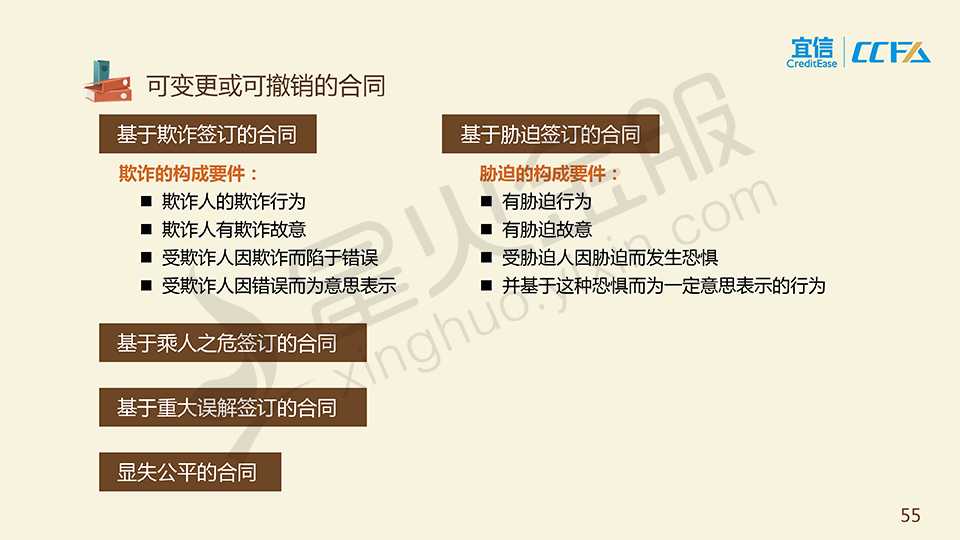 宜信
CreditEase
CCFA
可变更或可撤销的合同
基于欺诈签订的合同
欺诈的构成要件：
■ 欺诈人的欺诈行为
■ 欺诈人有欺诈故意
■ 受欺诈人因欺诈而陷于错误
■ 受欺诈人因错误而为意思表示
基于胁迫签订的合同
胁迫的构成要件：
■ 有胁迫行为
■ 有胁迫故意
■ 受胁迫人因胁迫而发生恐惧
■ 并基于这种恐惧而为一定意思表示的行为
基于乘人之危签订的合同
基于重大误解签订的合同
显失公平的合同
星火金服
xinghuo.yixin.com
55